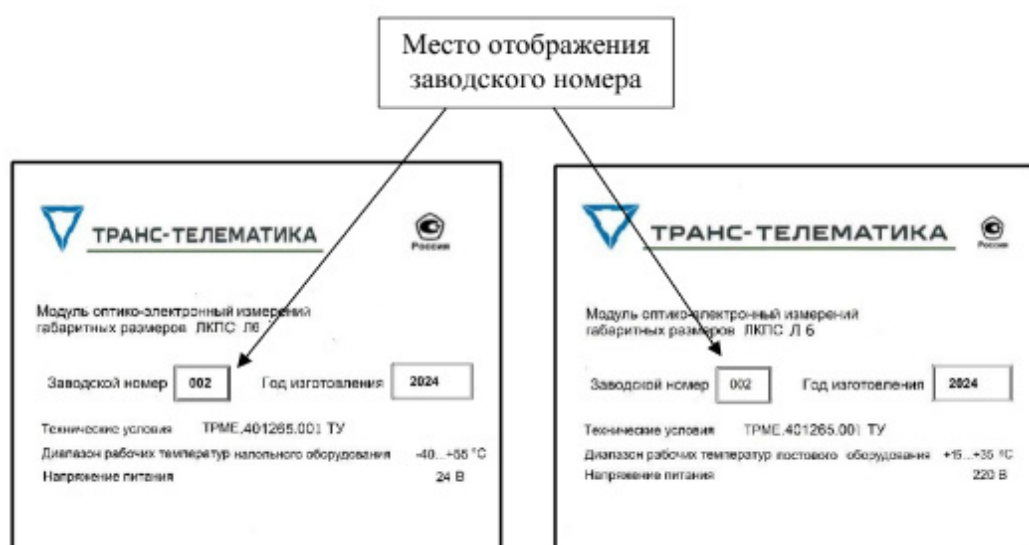 Место отображения
заводского номера
ТРАНС-ТЕЛЕМАТИКА
Россия
Модуль оптико-электронный измерений
габаритных размеров ЛКПС Л6
Заводской номер 002 Год изготовления 2024
Технические условия ТРМЕ.401265.001 ТУ
Диапазон рабочих температур напольного оборудования -40...+55 °С
Напряжение питания 24 В
ТРАНС-ТЕЛЕМАТИКА
Россия
Модуль оптико-электронный измерений
габаритных размеров ЛКПС Л 6
Заводской номер 002 Год изготовления 2024
Технические условия ТРМЕ.401265.001 ТУ
Диапазон рабочих температур постового оборудования +15...+35 °С
Напряжение питания 220 В